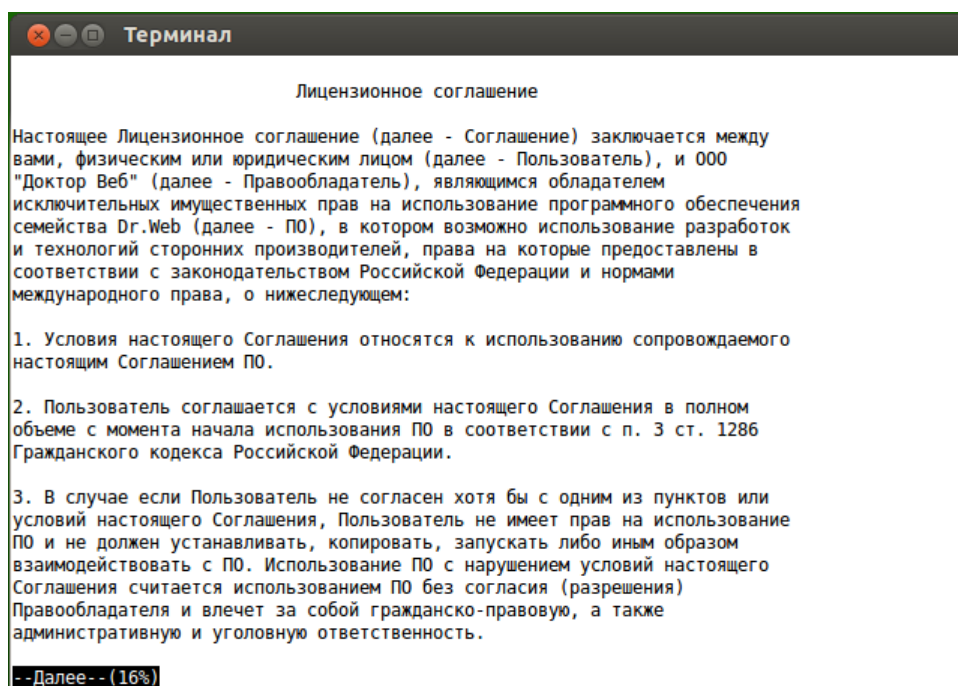 Терминал
Лицензионное соглашение
Настоящее Лицензионное соглашение (далее - Соглашение) заключается между
вами, физическим или юридическим лицом (далее - Пользователь), и ООО
"Доктор Веб" (далее - Правообладатель), являющимся обладателем
исключительных имущественных прав на использование программного обеспечения
семейства Dr.Web (далее - ПО), в котором возможно использование разработок
и технологий сторонних производителей, права на которые предоставлены в
соответствии с законодательством Российской Федерации и нормами
международного права, о нижеследующем:
1. Условия настоящего Соглашения относятся к использованию сопровождаемого
настоящим Соглашением ПО.
2. Пользователь соглашается с условиями настоящего Соглашения в полном
объеме с момента начала использования ПО в соответствии с п. 3 ст. 1286
Гражданского кодекса Российской Федерации.
3. В случае если Пользователь не согласен хотя бы с одним из пунктов или
условий настоящего Соглашения, Пользователь не имеет прав на использование
ПО и не должен устанавливать, копировать, запускать либо иным образом
взаимодействовать с ПО. Использование ПО с нарушением условий настоящего
Соглашения считается использованием ПО без согласия (разрешения)
Правообладателя и влечет за собой гражданско-правовую, а также
административную и уголовную ответственность.
--Далее--(16%)